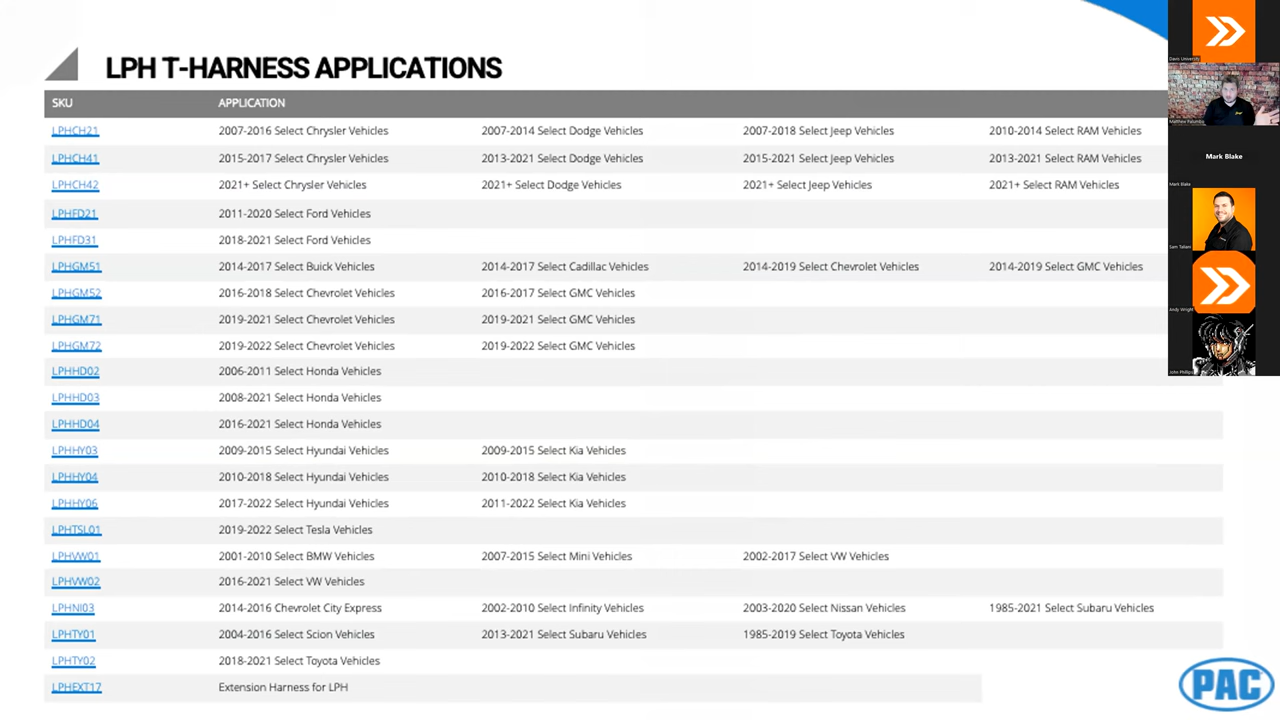 LPH T-HARNESS APPLICATIONS
SKU APPLICATION
LPHCH21 2007-2016 Select Chrysler Vehicles 2007-2014 Select Dodge Vehicles 2007-2018 Select Jeep Vehicles 2010-2014 Select RAM Vehicles
LPHCH41 2015-2017 Select Chrysler Vehicles 2013-2021 Select Dodge Vehicles 2015-2021 Select Jeep Vehicles 2013-2021 Select RAM Vehicles
LPHCH42 2021+ Select Chrysler Vehicles 2021+ Select Dodge Vehicles 2021+ Select Jeep Vehicles 2021+ Select RAM Vehicles
LPHFD21 2011-2020 Select Ford Vehicles
LPHFD31 2018-2021 Select Ford Vehicles
LPHGM51 2014-2017 Select Buick Vehicles 2014-2017 Select Cadillac Vehicles 2014-2019 Select Chevrolet Vehicles 2014-2019 Select GMC Vehicles
LPHGM52 2016-2018 Select Chevrolet Vehicles 2016-2017 Select GMC Vehicles
LPHGM71 2019-2021 Select Chevrolet Vehicles 2019-2021 Select GMC Vehicles
LPHGM72 2019-2022 Select Chevrolet Vehicles 2019-2022 Select GMC Vehicles
LPHHD02 2006-2011 Select Honda Vehicles
LPHHD03 2008-2021 Select Honda Vehicles
LPHHD04 2016-2021 Select Honda Vehicles
LPHHY03 2009-2015 Select Hyundai Vehicles 2009-2015 Select Kia Vehicles
LPHHY04 2010-2018 Select Hyundai Vehicles 2010-2018 Select Kia Vehicles
LPHHY06 2017-2022 Select Hyundai Vehicles 2011-2022 Select Kia Vehicles
LPHTSL01 2019-2022 Select Tesla Vehicles
LPHVW01 2001-2010 Select BMW Vehicles 2007-2015 Select Mini Vehicles 2002-2017 Select VW Vehicles
LPHVW02 2016-2021 Select VW Vehicles
LPHNI03 2014-2016 Chevrolet City Express 2002-2010 Select Infinity Vehicles 2003-2020 Select Nissan Vehicles 1985-2021 Select Subaru Vehicles
LPHTY01 2004-2016 Select Scion Vehicles 2013-2021 Select Subaru Vehicles 1985-2019 Select Toyota Vehicles
LPHTY02 2018-2021 Select Toyota Vehicles
LPHEXT17 Extension Harness for LPH
PAC
Davis University
Matthew Palumbo
Mark Blake
Mark Blake
Andy Wright
John Phillips